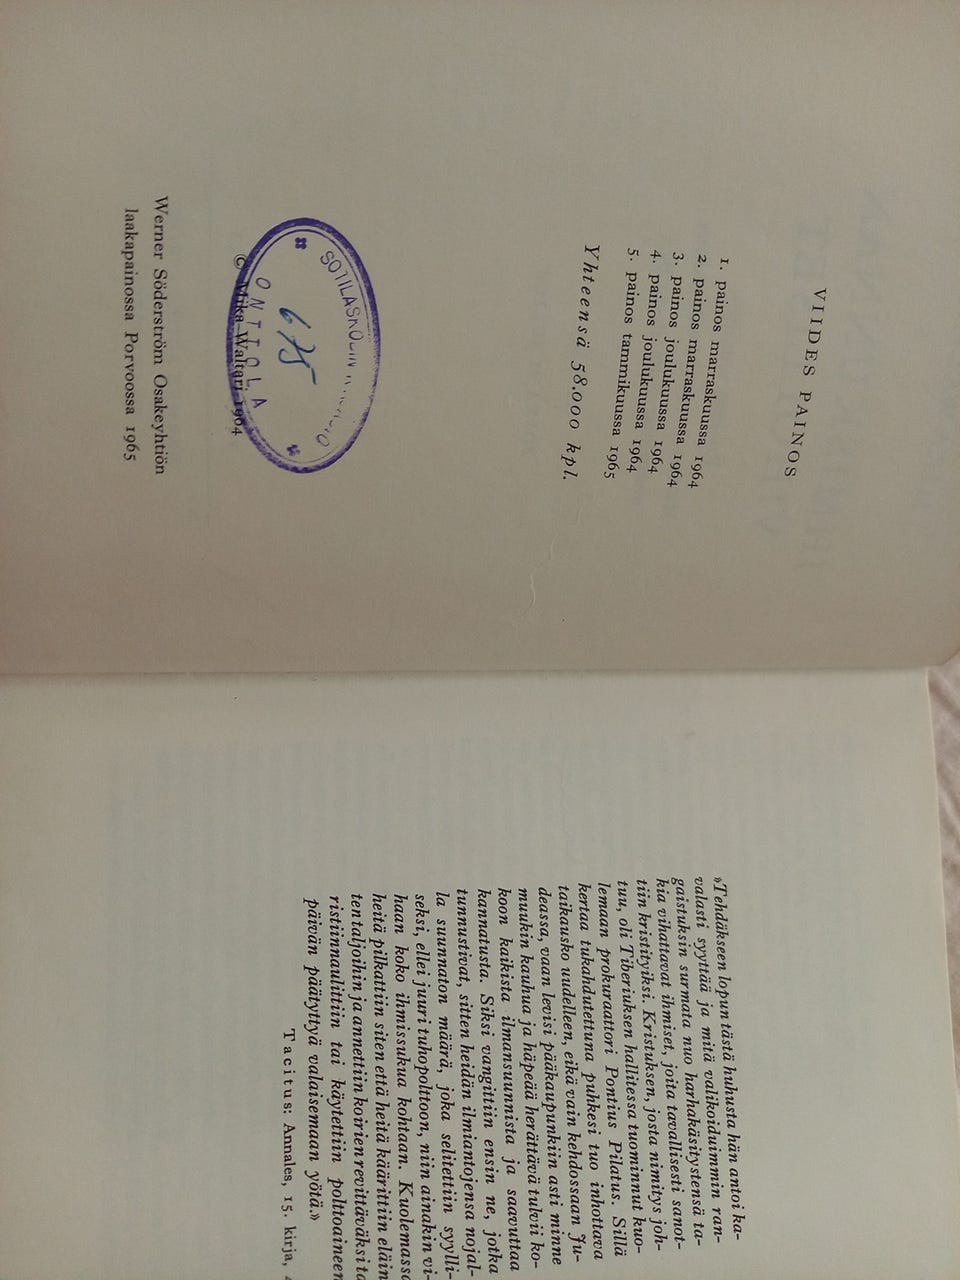 VIIDES PAINOS
1. painos marraskuussa 1964
2. painos marraskuussa 1964
3. painos joulukuussa 1964
4. painos joulukuussa 1964
5. painos tammikuussa 1965
Yhteensä 58.000 kpl.
ONTTOLA
675
© Mika Waltari 1964
Werner Söderström Osakeyhtiön
laakapainossa Porvoossa 1965
»Tehdäkseen lopun tästä huhusta hän antoi ka-
valasti syyttää ja mitä valikoiduimmin ran-
gaistuksin surmata nuo harhakäsitystensä ta-
kia vihattavat ihmiset, joita tavallisesti sanot-
tiin kristityiksi. Kristuksen, josta nimitys joh-
tuu, oli Tiberiuksen hallitessa tuominnut kuo-
lemaan prokuraattori Pontius Pilatus. Sillä
kertaa tukahdutettuna puhkesi tuo inhottava
taikausko uudelleen, eikä vain kehdossaan Ju-
deassa, vaan levisi pääkaupunkiin asti minne
muukin kauhua ja häpeää herättävä tulvii ko-
koon kaikista ilmansuunnista ja saavuttaa
kannatusta. Siksi vangittiin ensin ne, jotka
tunnustivat, sitten heidän ilmiantojensa nojal-
la suunnaton määrä, joka selitettiin syylli-
seksi, ellei juuri tuhopolttoon, niin ainakin vi-
haan koko ihmissukua kohtaan. Kuolemassa
heitä pilkattiin siten että heitä käärittiin eläin
ten taljoihin ja annettiin koirien revittäväksi ta
ristiinnaulittiin tai käytettiin polttoaineen
päivän päätyttyä valaisemaan yötä.»
Tacitus: Annales, 15. kirja,